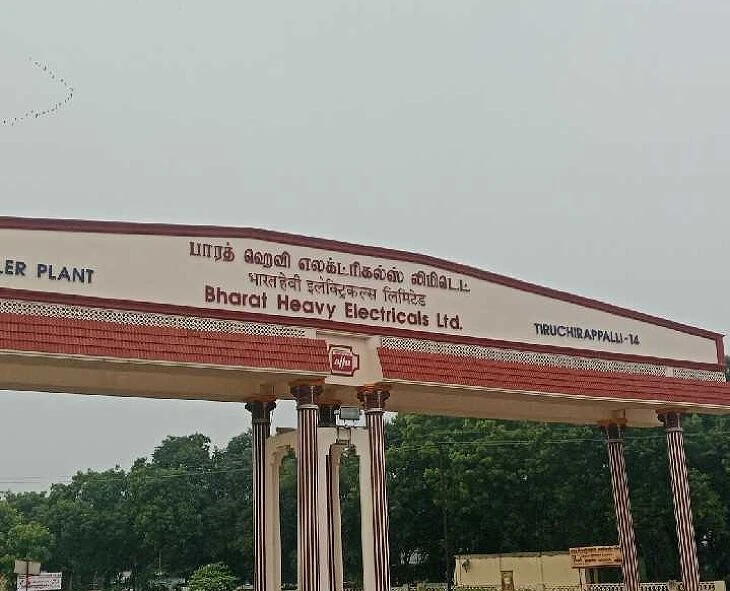 பாரத் ஹெவி எலக்ட்ரிகல்ஸ் லிமிடெட்
भारत हेवी इलेक्ट्रिकल्स लिमिटेड
LER PLANT
Bharat Heavy Electricals Ltd.
TIRUCHIRAPPALLI-14